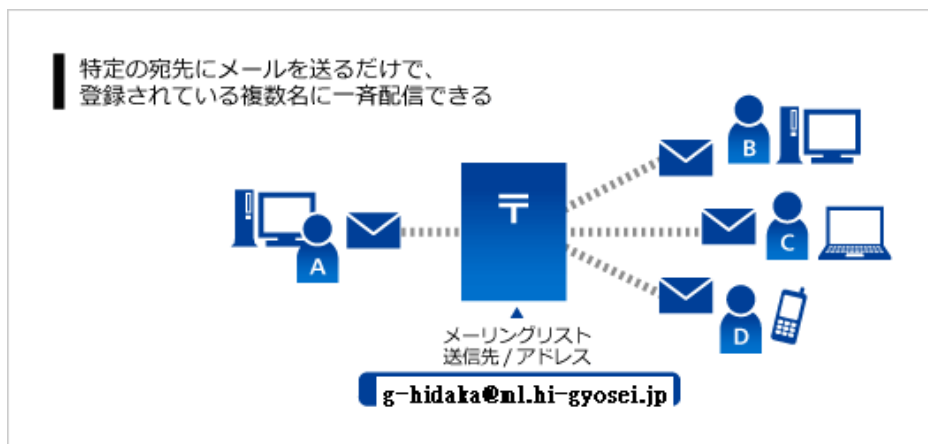 特定の宛先にメールを送るだけで、
登録されている複数名に一斉配信できる
B
〒
A
C
D
メーリングリスト
送信先 / アドレス
g-hidaka@ml.hi-gyosei.jp